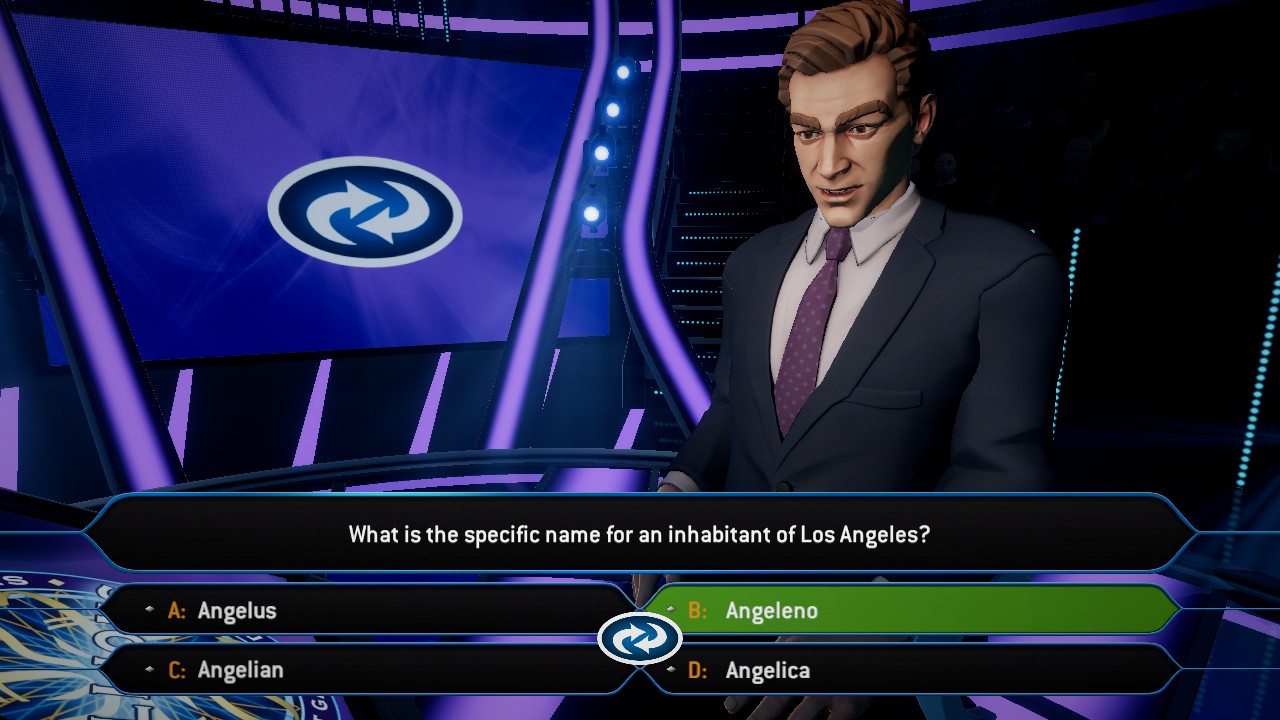 What is the specific name for an inhabitant of Los Angeles?
A: Angelus
B: Angeleno
C: Angelian
D: Angelica